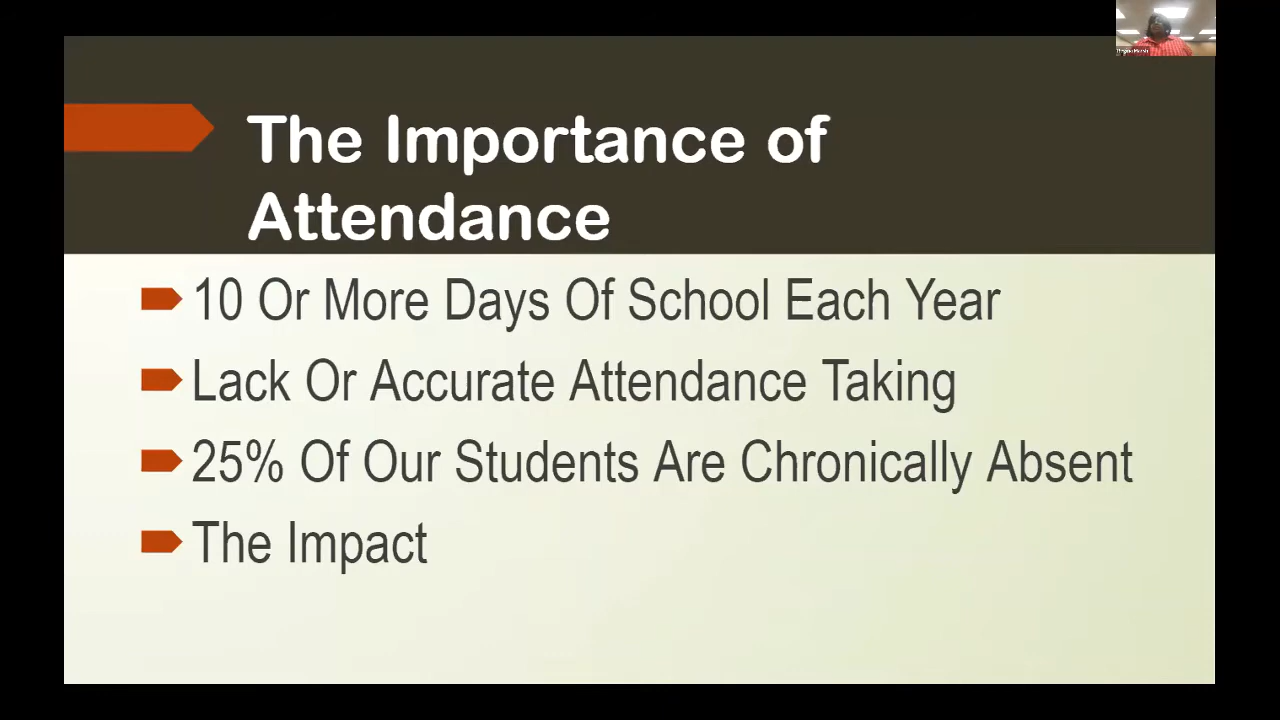 The Importance of
Attendance
10 Or More Days Of School Each Year
Lack Or Accurate Attendance Taking
25% Of Our Students Are Chronically Absent
The Impact